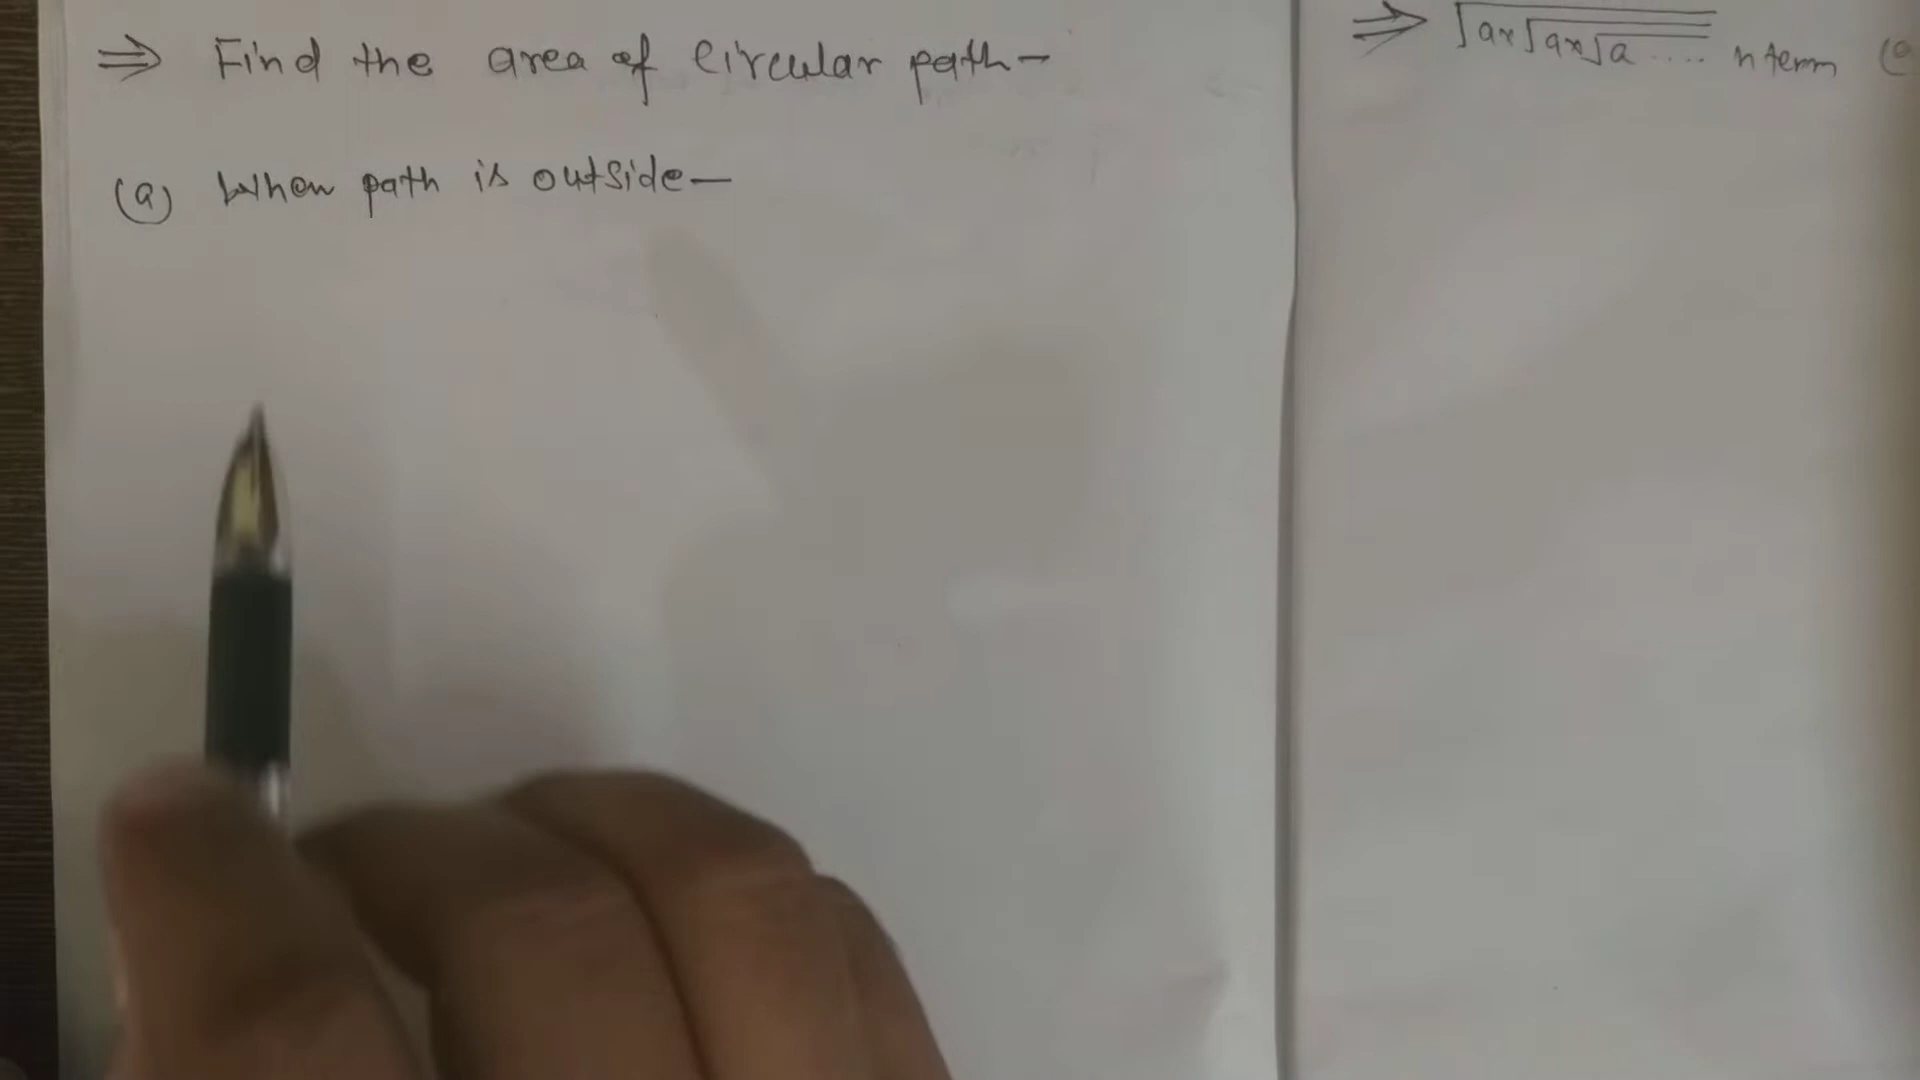 ⇒ Find the area of Circular path-
(a) When path is outside-
⇒ √a×√a×√a .... n term (a